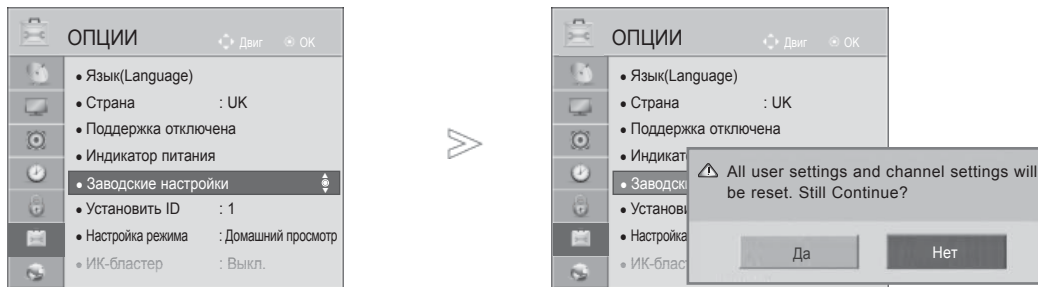 ОПЦИИ
Двиг
OK
• Язык(Language)
• Страна : UK
• Поддержка отключена
• Индикатор питания
• Заводские настройки
• Установить ID : 1
• Настройка режима : Домашний просмотр
• ИК-бластер : Выкл.
ОПЦИИ
Двиг
OK
• Язык(Language)
• Страна : UK
• Поддержка отключена
• Индикат
• Заводск
• Установи
• Настройка
• ИК-блас
All user settings and channel settings will
be reset. Still Continue?
Да
Нет